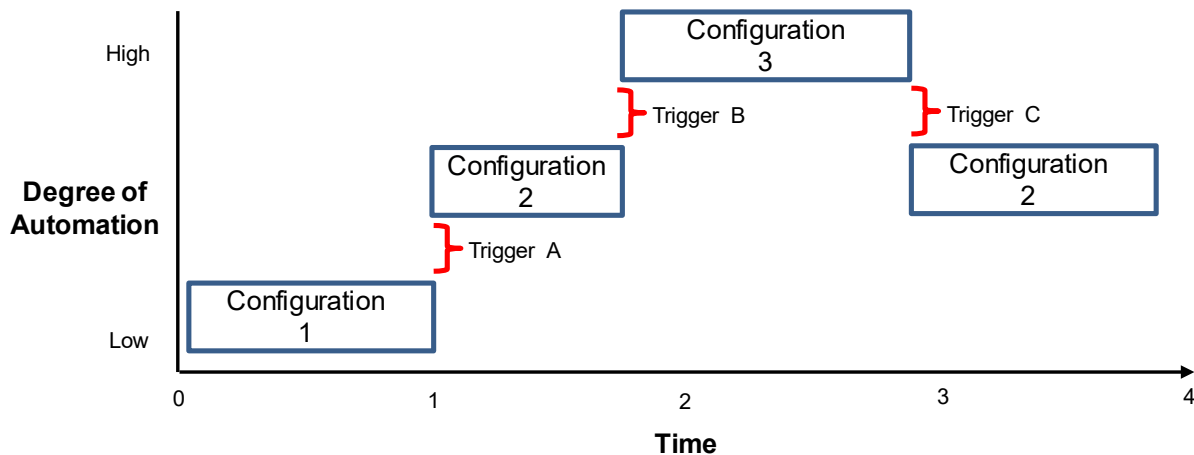 Configuration
3
High
Trigger B
Trigger C
Configuration
2
Configuration
2
Degree of
Automation
Trigger A
Configuration
1
Low
0
1
2
3
4
Time